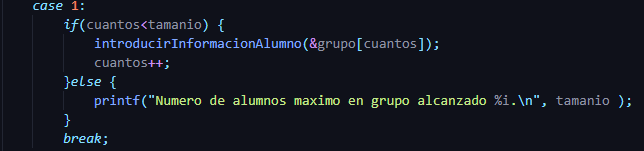 case 1:
if(cuantos<tamanio) {
introducirInformacionAlumno(&grupo[cuantos]);
cuantos++;
}else {
printf("Numero de alumnos maximo en grupo alcanzado %i.\n", tamanio );
}
break;